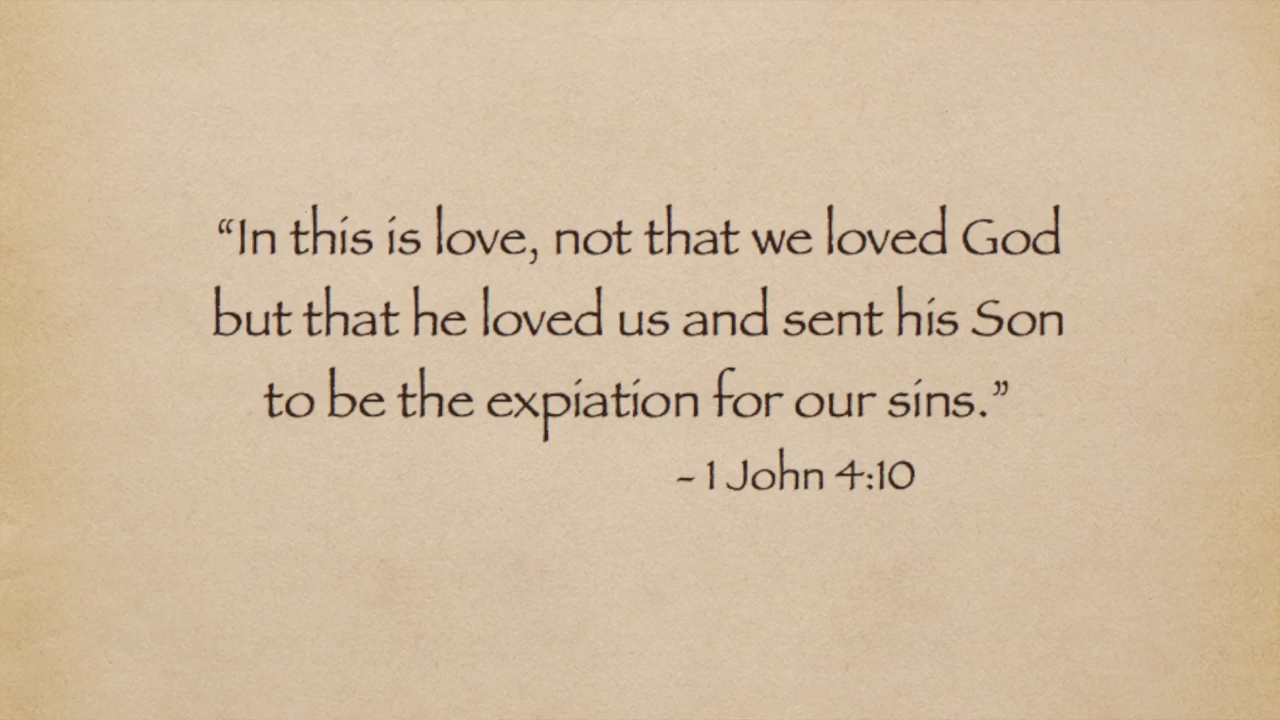 “In this is love, not that we loved God
but that he loved us and sent his Son
to be the expiation for our sins.”
- 1 John 4:10